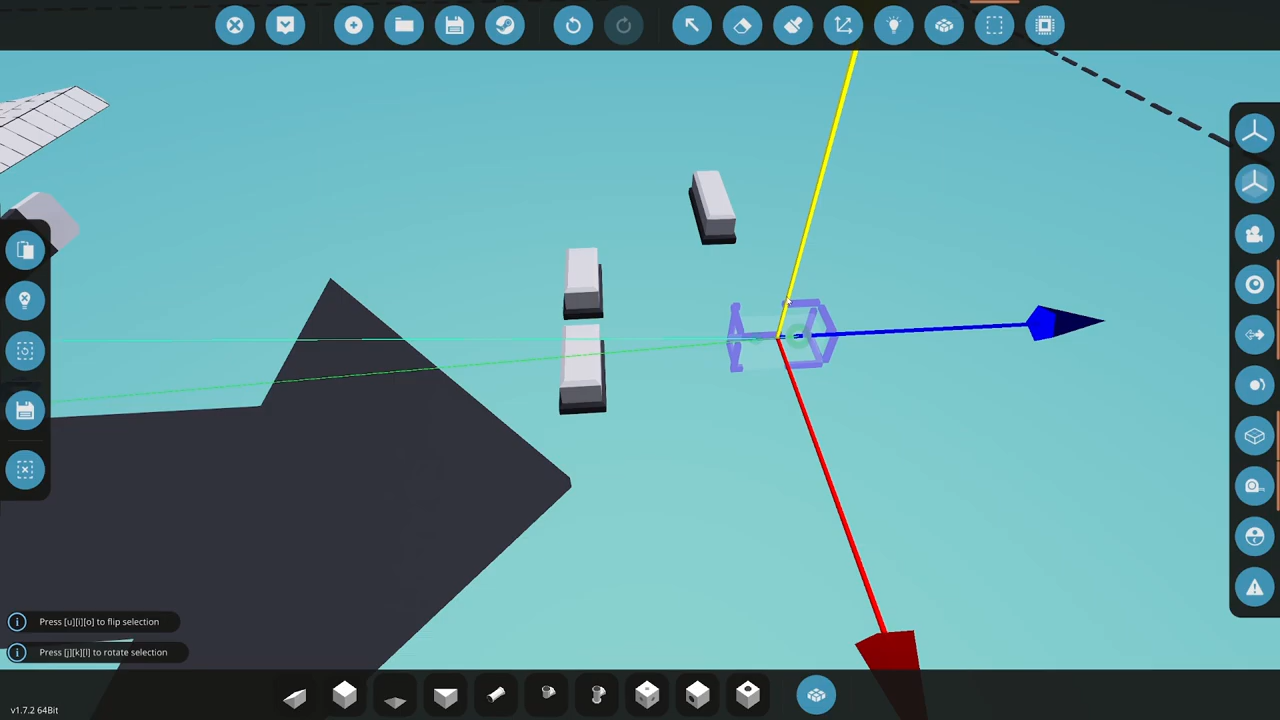 Press [u][i][o] to flip selection
Press [j][k][l] to rotate selection
v1.7.2 64Bit